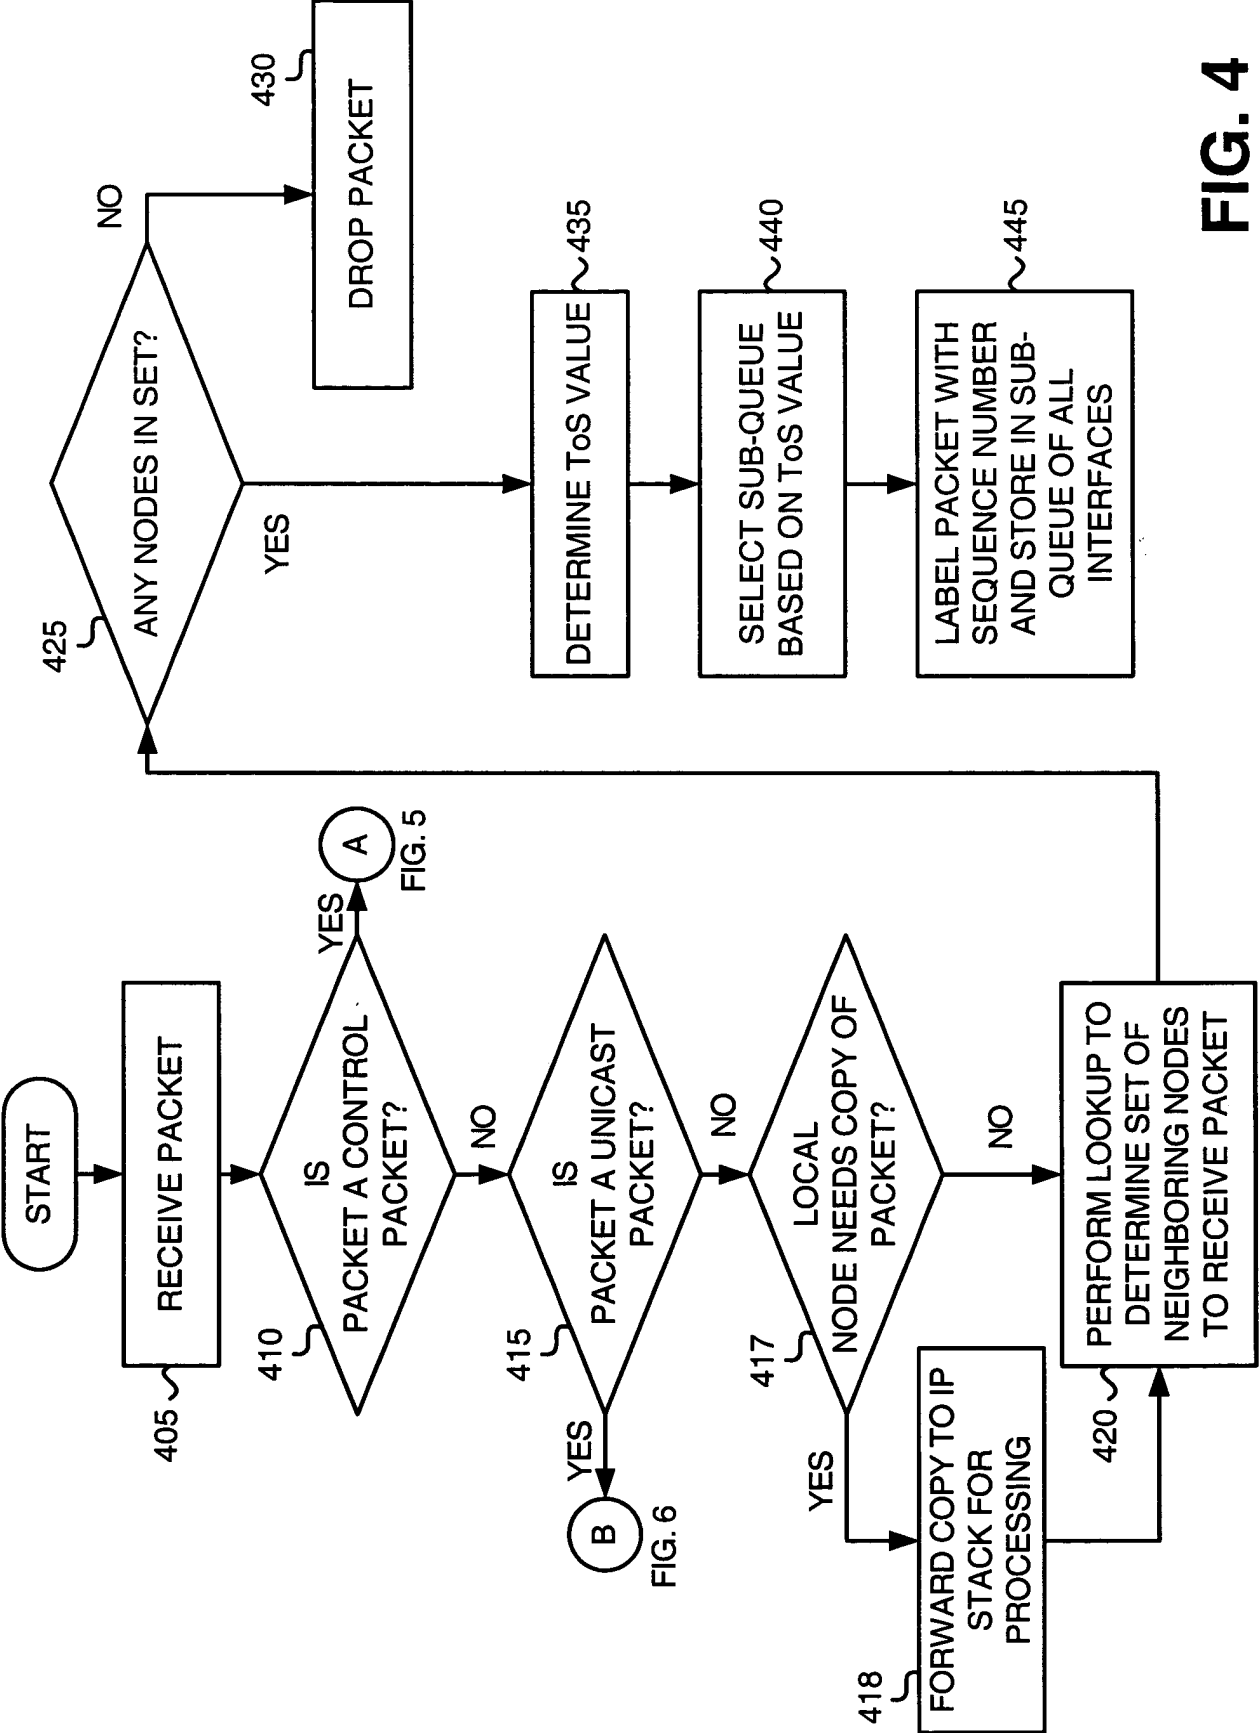 START
RECEIVE PACKET
405
IS
PACKET A CONTROL
PACKET?
410
YES
A
FIG. 5
NO
IS
PACKET A UNICAST
PACKET?
415
YES
B
FIG. 6
NO
LOCAL
NODE NEEDS COPY OF
PACKET?
417
YES
FORWARD COPY TO IP
STACK FOR
PROCESSING
418
NO
PERFORM LOOKUP TO
DETERMINE SET OF
NEIGHBORING NODES
TO RECEIVE PACKET
420
ANY NODES IN SET?
425
NO
DROP PACKET
430
YES
DETERMINE ToS VALUE
435
SELECT SUB-QUEUE
BASED ON ToS VALUE
440
LABEL PACKET WITH
SEQUENCE NUMBER
AND STORE IN SUB-
QUEUE OF ALL
INTERFACES
445
FIG. 4